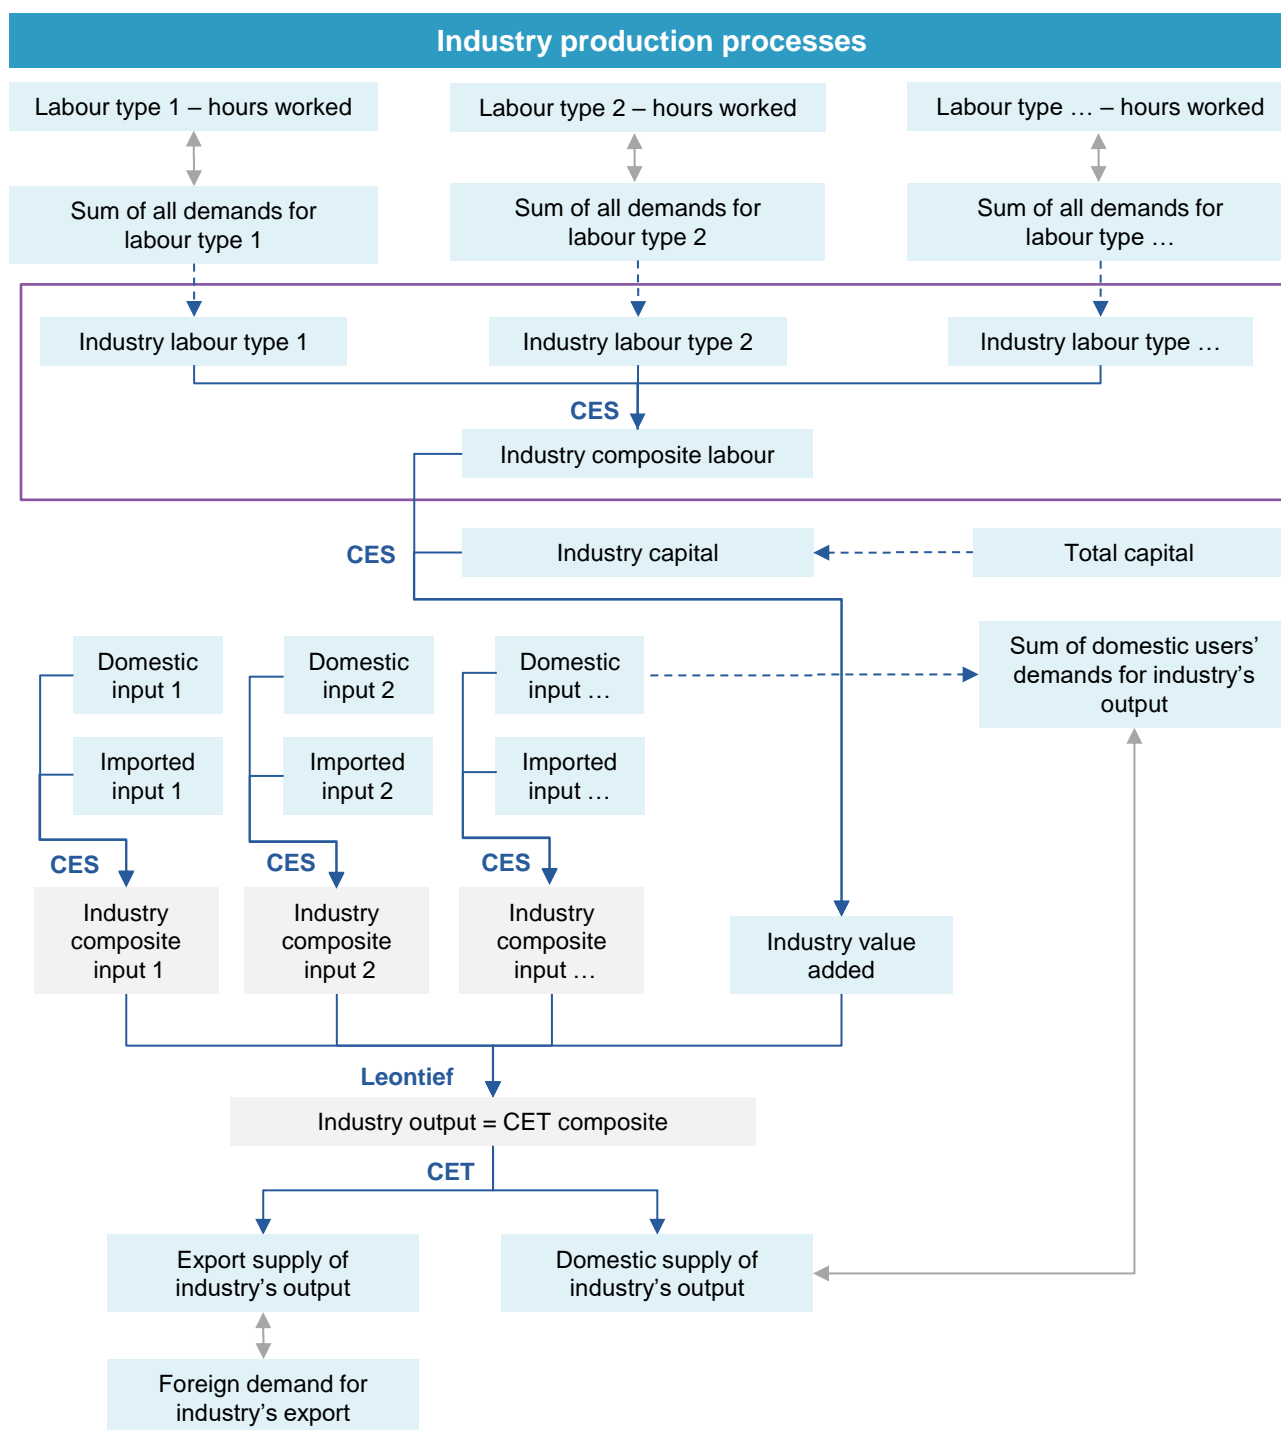 Industry production processes
Labour type 1 – hours worked
Labour type 2 – hours worked
Labour type … – hours worked
Sum of all demands for
labour type 1
Sum of all demands for
labour type 2
Sum of all demands for
labour type …
Industry labour type 1
Industry labour type 2
Industry labour type …
CES
Industry composite labour
CES
Industry capital
Total capital
Domestic
input 1
Domestic
input 2
Domestic
input …
Sum of domestic users’
demands for industry’s
output
Imported
input 1
Imported
input 2
Imported
input …
CES
CES
CES
Industry
composite
input 1
Industry
composite
input 2
Industry
composite
input …
Industry value
added
Leontief
Industry output = CET composite
CET
Export supply of
industry’s output
Domestic supply of
industry’s output
Foreign demand for
industry’s export